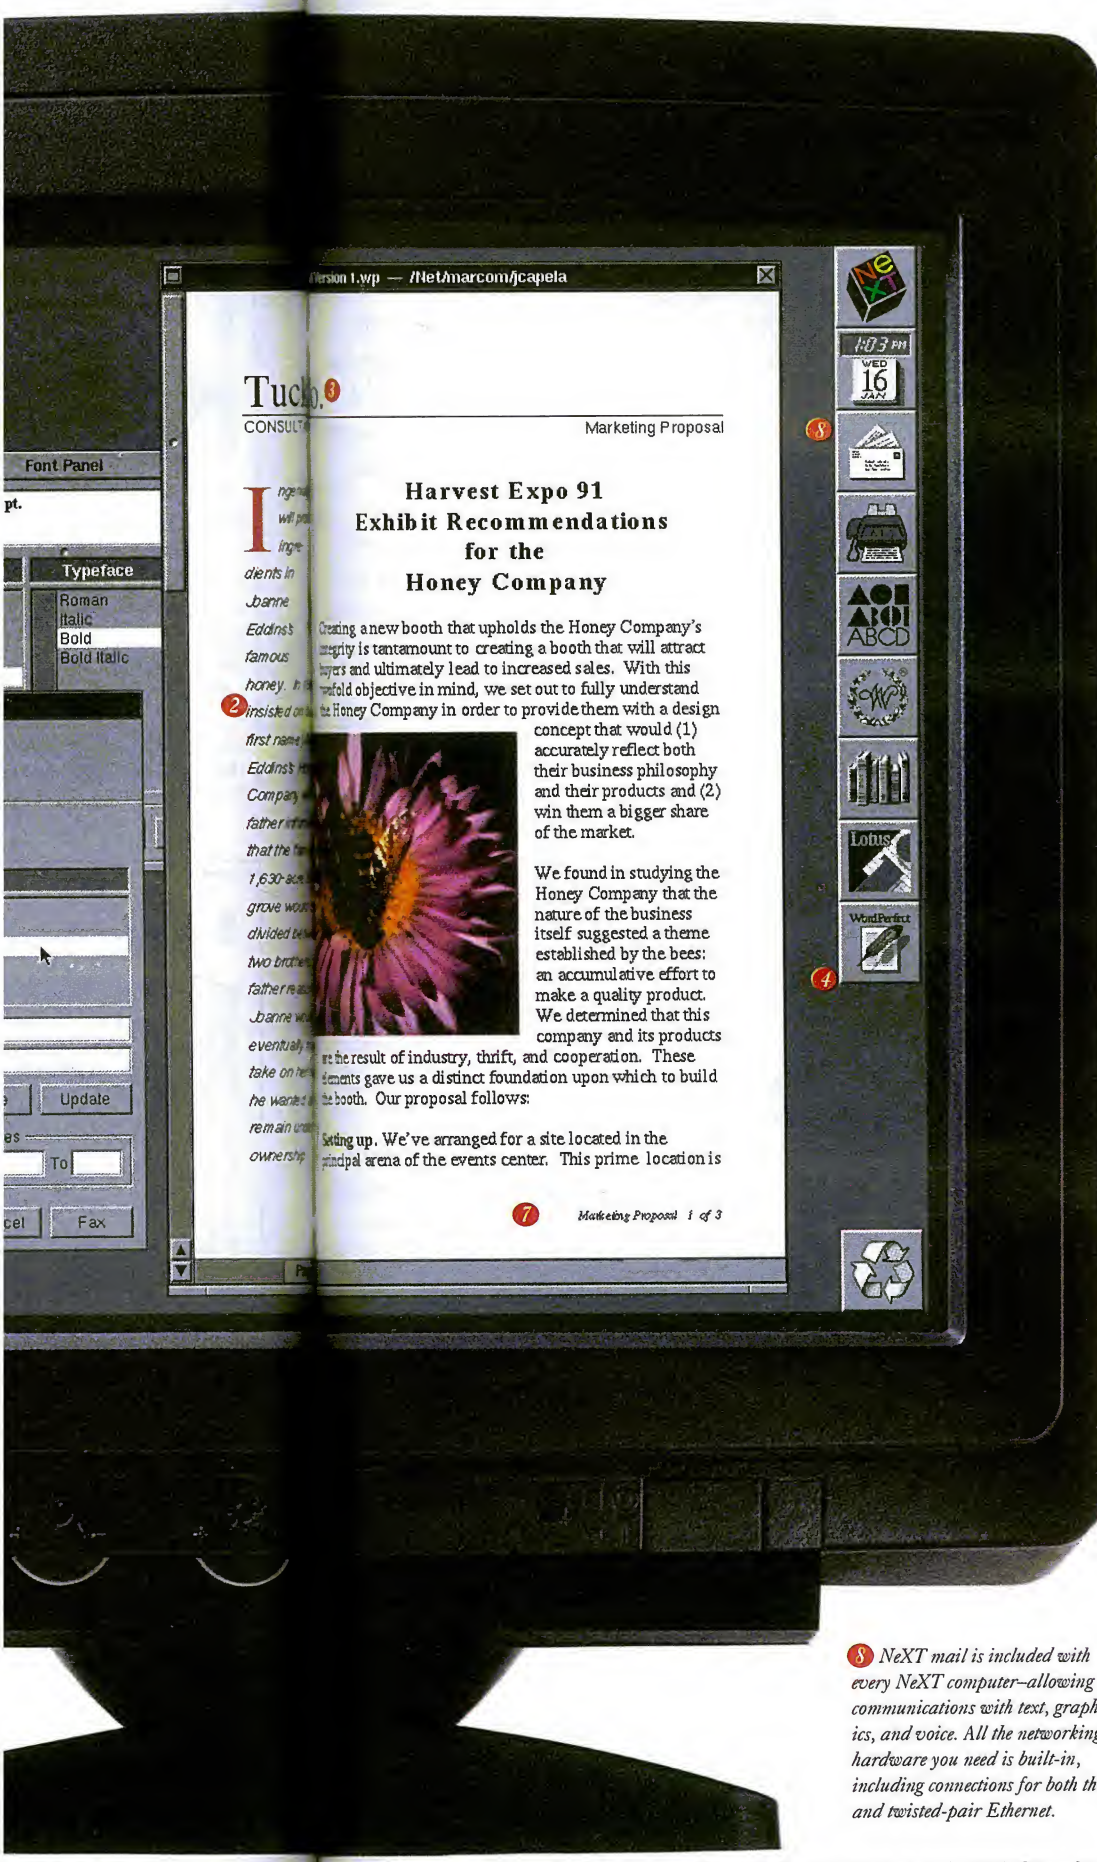 Version 1.wp — /Net/marcom/jcapela
NeXT
1:03 PM
WED
16
JAN
Font Panel
pt.
Typeface
Roman
Italic
Bold
Bold Italic
Update
To
Fax
3
CONSULT
Marketing Proposal
8
Harvest Expo 91
Exhibit Recommendations
for the
Honey Company
I
dients in
Joanne
Eddins's
famous
honey.
2
insisted
first name
Eddins's
Company
father
that the
1,630-acre
grove
divided
two
father
Joanne
eventually
take on
he wanted
remain
ownership
Creating a new booth that upholds the Honey Company's
integrity is tantamount to creating a booth that will attract
buyers and ultimately lead to increased sales. With this
objective in mind, we set out to fully understand
the Honey Company in order to provide them with a design
concept that would (1)
accurately reflect both
their business philosophy
and their products and (2)
win them a bigger share
of the market.
We found in studying the
Honey Company that the
nature of the business
itself suggested a theme
established by the bees:
an accumulative effort to
make a quality product.
We determined that this
company and its products
are the result of industry, thrift, and cooperation. These
elements gave us a distinct foundation upon which to build
the booth. Our proposal follows:
Setting up. We've arranged for a site located in the
principal arena of the events center. This prime location is
7
Marketing Proposal 1 of 3
ABCD
W
Lotus
WordPerfect
4
8 NeXT mail is included with
every NeXT computer–allowing
communications with text, graph-
ics, and voice. All the networking
hardware you need is built-in,
including connections for both
and twisted-pair Ethernet.